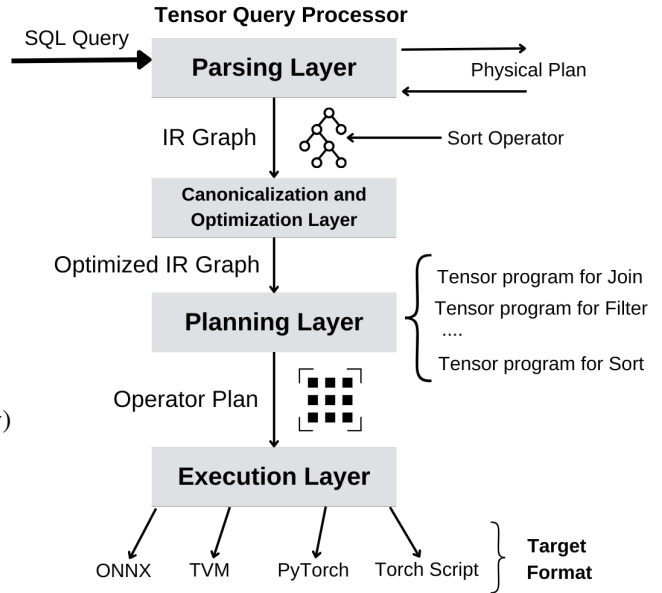 Tensor Query Processor
SQL Query
Parsing Layer
Physical Plan
IR Graph
Sort Operator
Canonicalization and
Optimization Layer
Optimized IR Graph
Planning Layer
Tensor program for Join
Tensor program for Filter
....
Tensor program for Sort
Operator Plan
Execution Layer
ONNX TVM PyTorch Torch Script
Target
Format